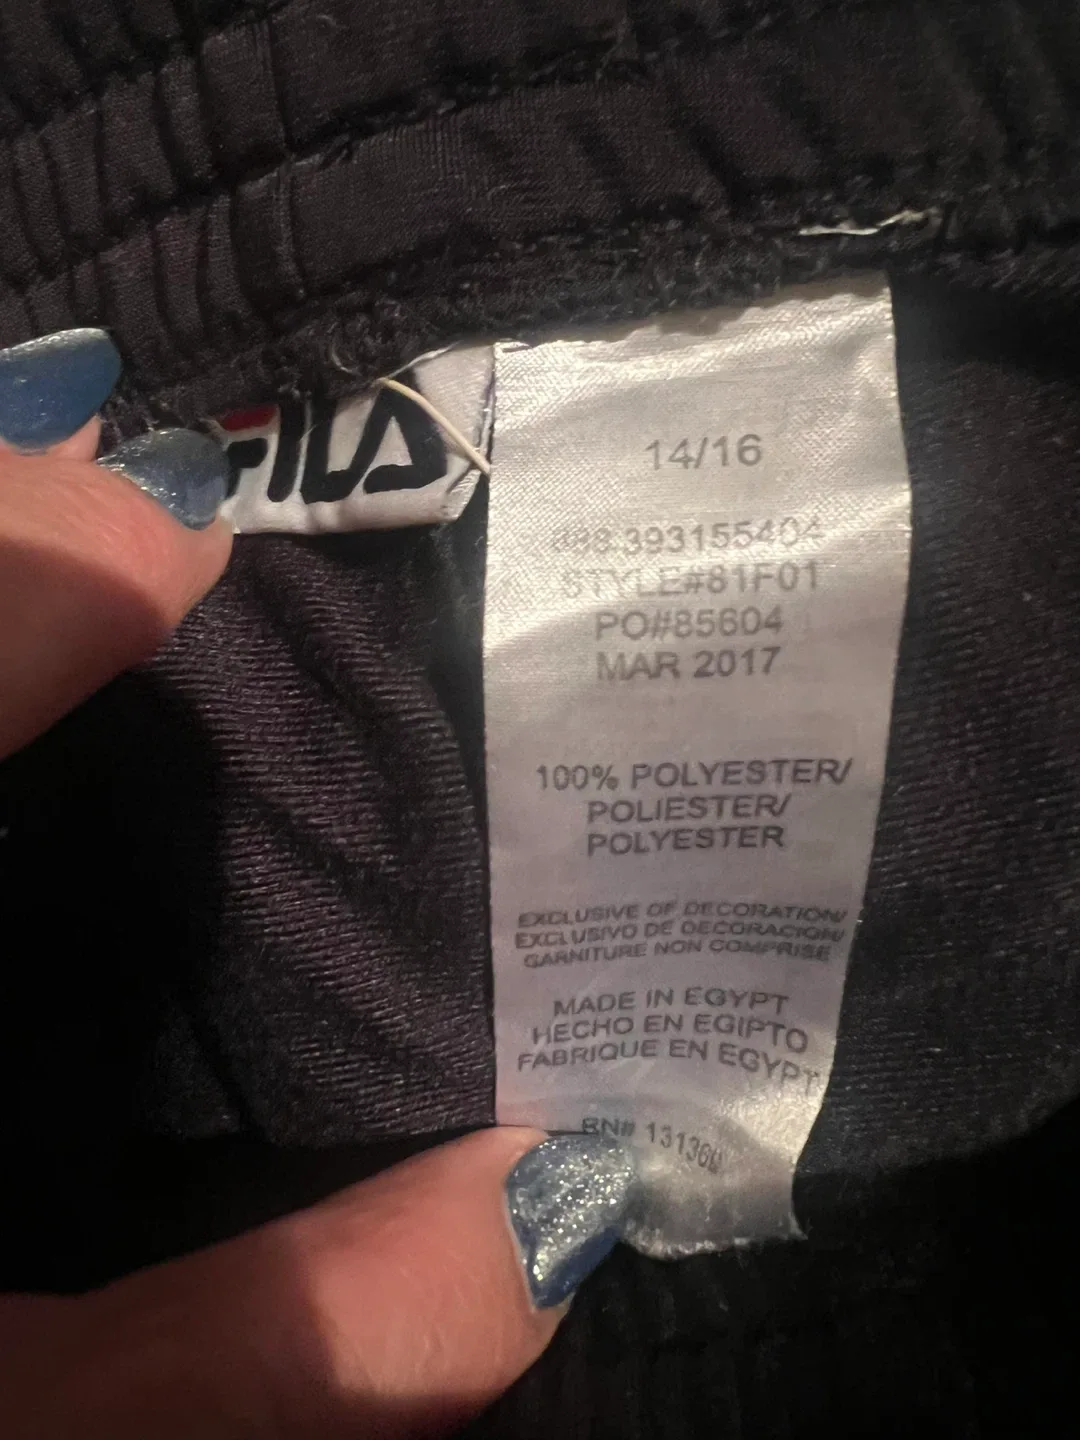 FILA
14/16
393155404
STYLE#81F01
PO#85604
MAR 2017
100% POLYESTER/
POLIESTER/
POLYESTER
EXCLUSIVE OF DECORATION/
EXCLUSIVO DE DECORACION/
GARNITURE NON COMPRISE
MADE IN EGYPT
HECHO EN EGIPTO
FABRIQUE EN EGYPT
RN#